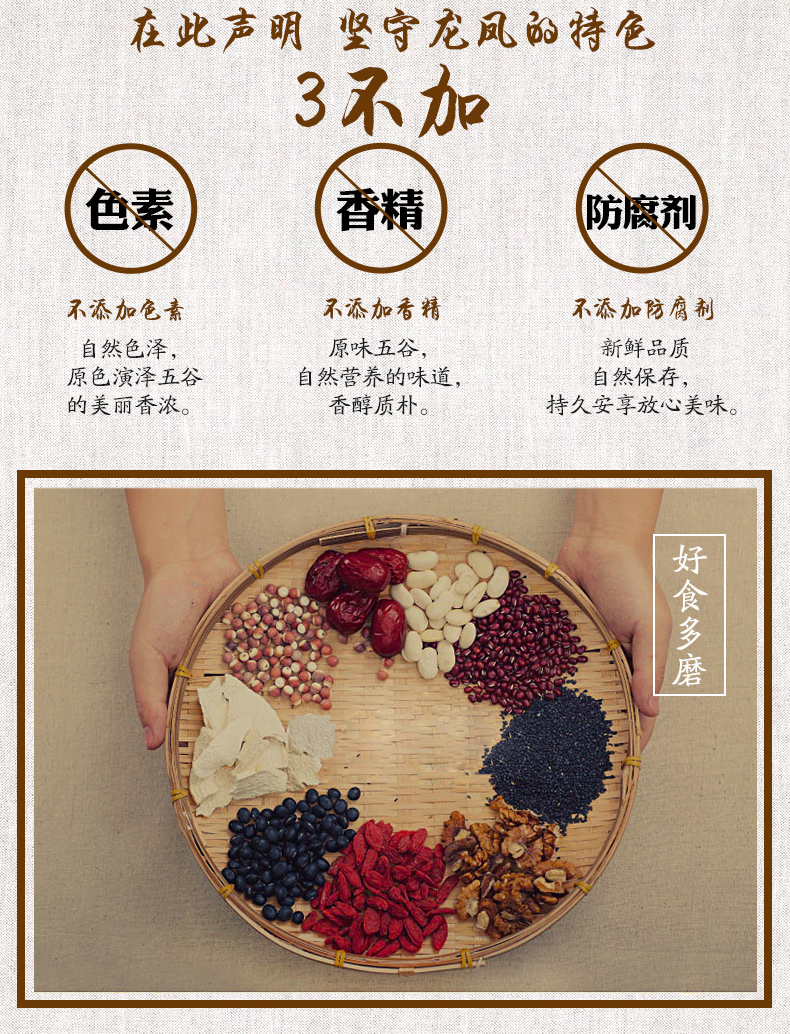 在此声明 坚守龙凤的特色
3不加
色素
香精
防腐剂
不添加色素
自然色泽，
原色演泽五谷
的美丽香浓。
不添加香精
原味五谷，
自然营养的味道，
香醇质朴。
不添加防腐剂
新鲜品质
自然保存，
持久安享放心美味。
好食多磨